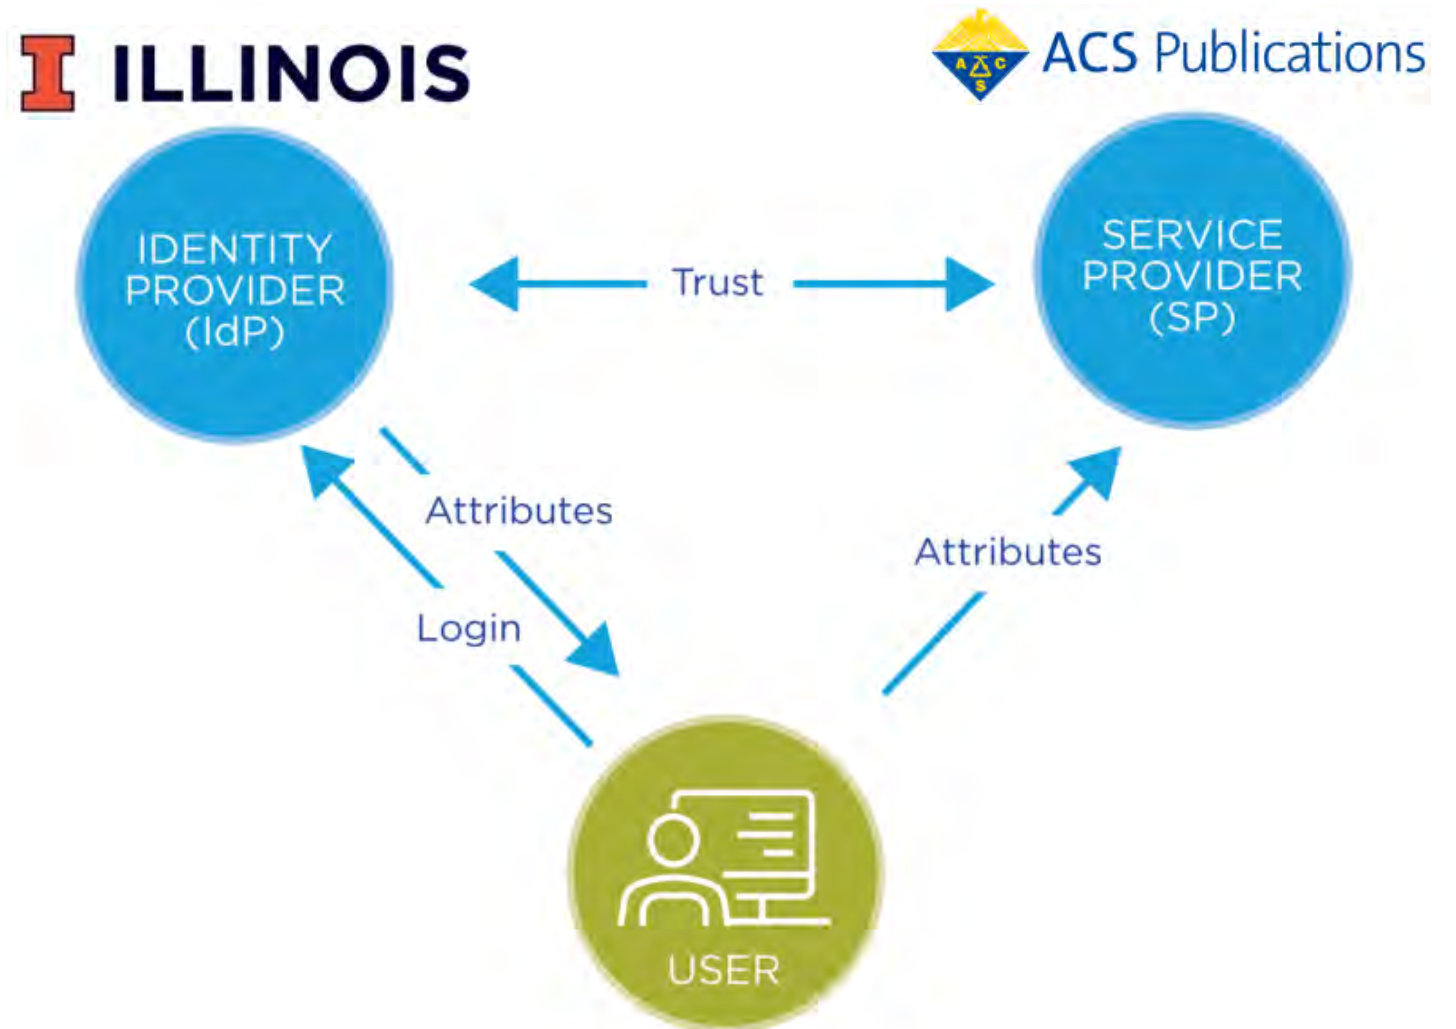 I ILLINOIS
ACS Publications
A C
S
IDENTITY
PROVIDER
(IdP)
Trust
SERVICE
PROVIDER
(SP)
Attributes
Attributes
Login
USER